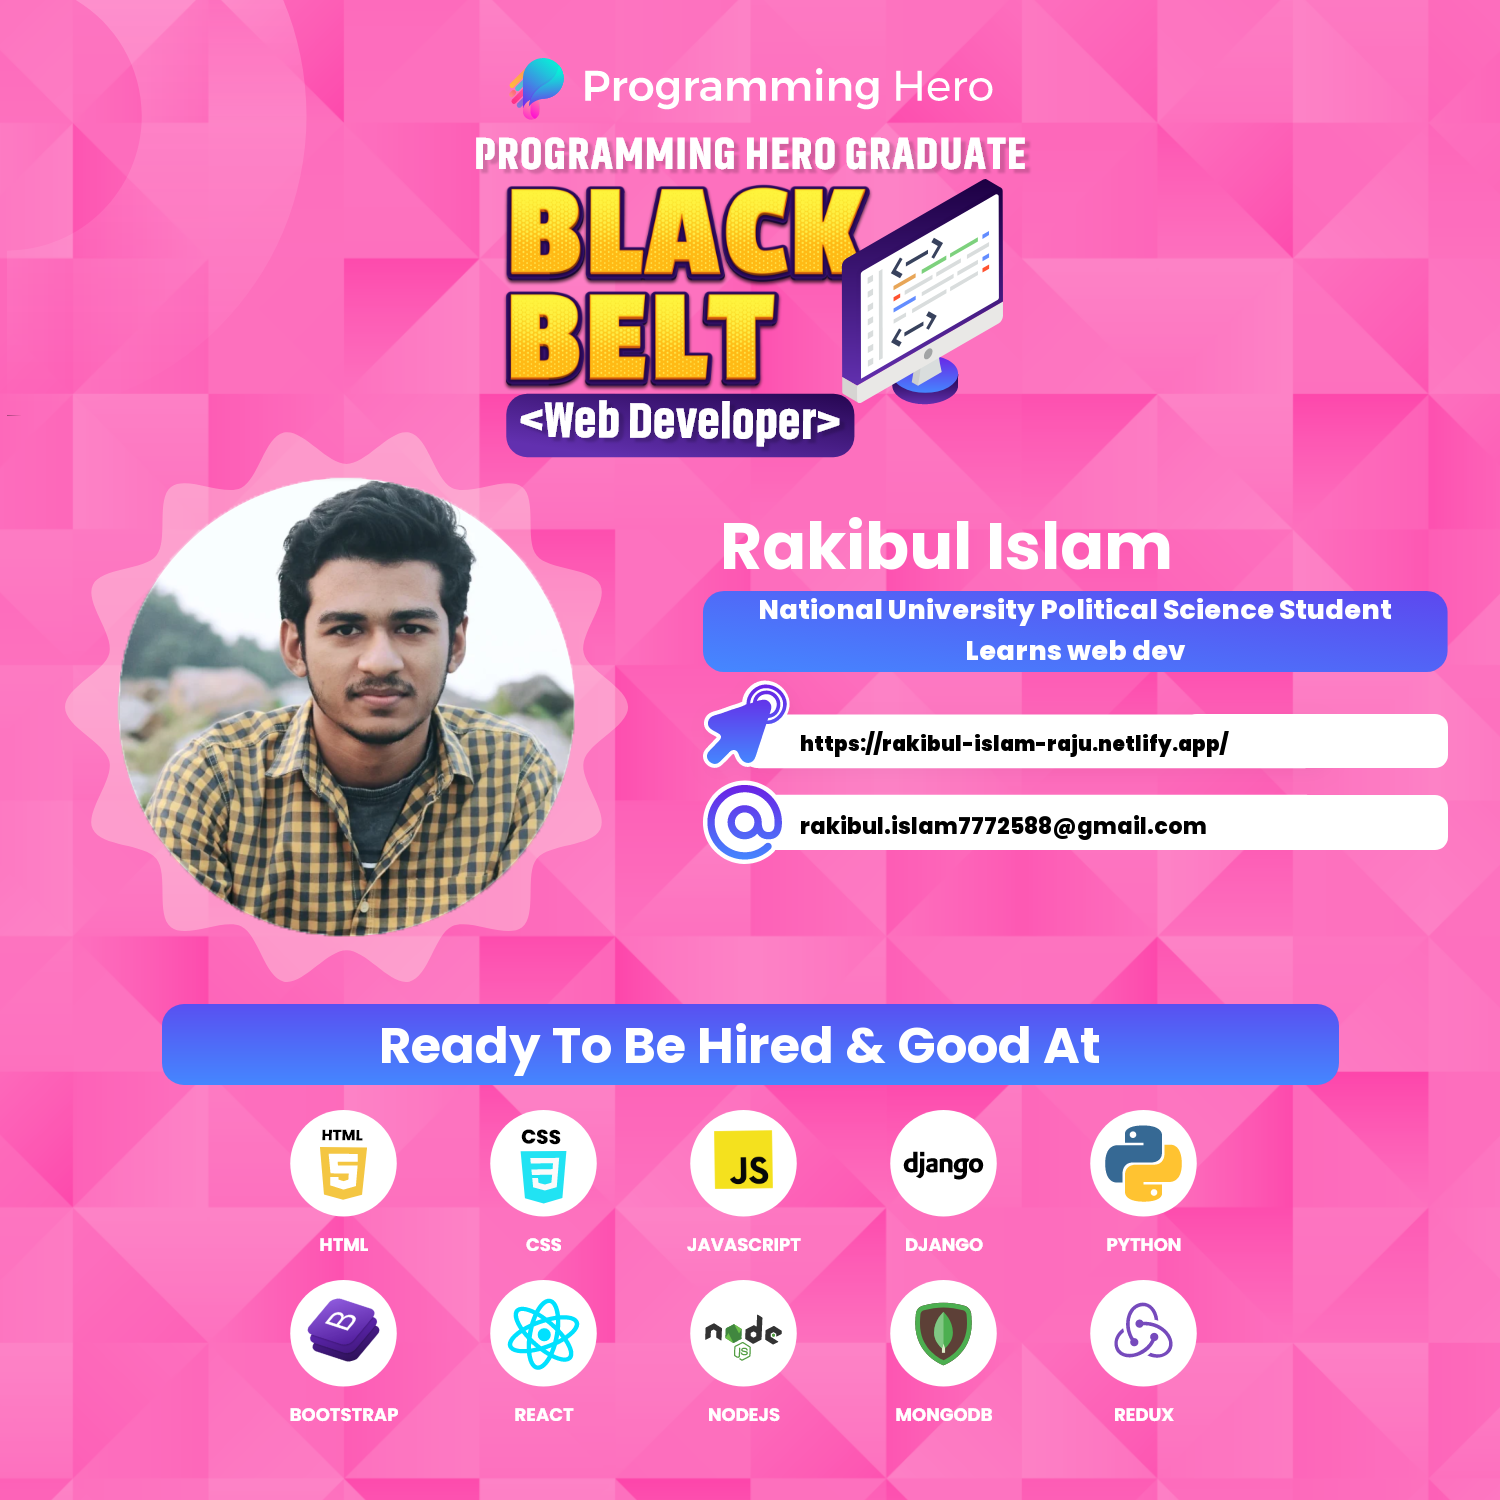 Programming Hero
PROGRAMMING HERO GRADUATE
BLACK
BELT
<Web Developer>
Rakibul Islam
National University Political Science Student
Learns web dev
https://rakibul-islam-raju.netlify.app/
rakibul.islam7772588@gmail.com
Ready To Be Hired & Good At
HTML
5
CSS
3
JS
django
HTML
CSS
JAVASCRIPT
DJANGO
PYTHON
B
node
JS
BOOTSTRAP
REACT
NODEJS
MONGODB
REDUX